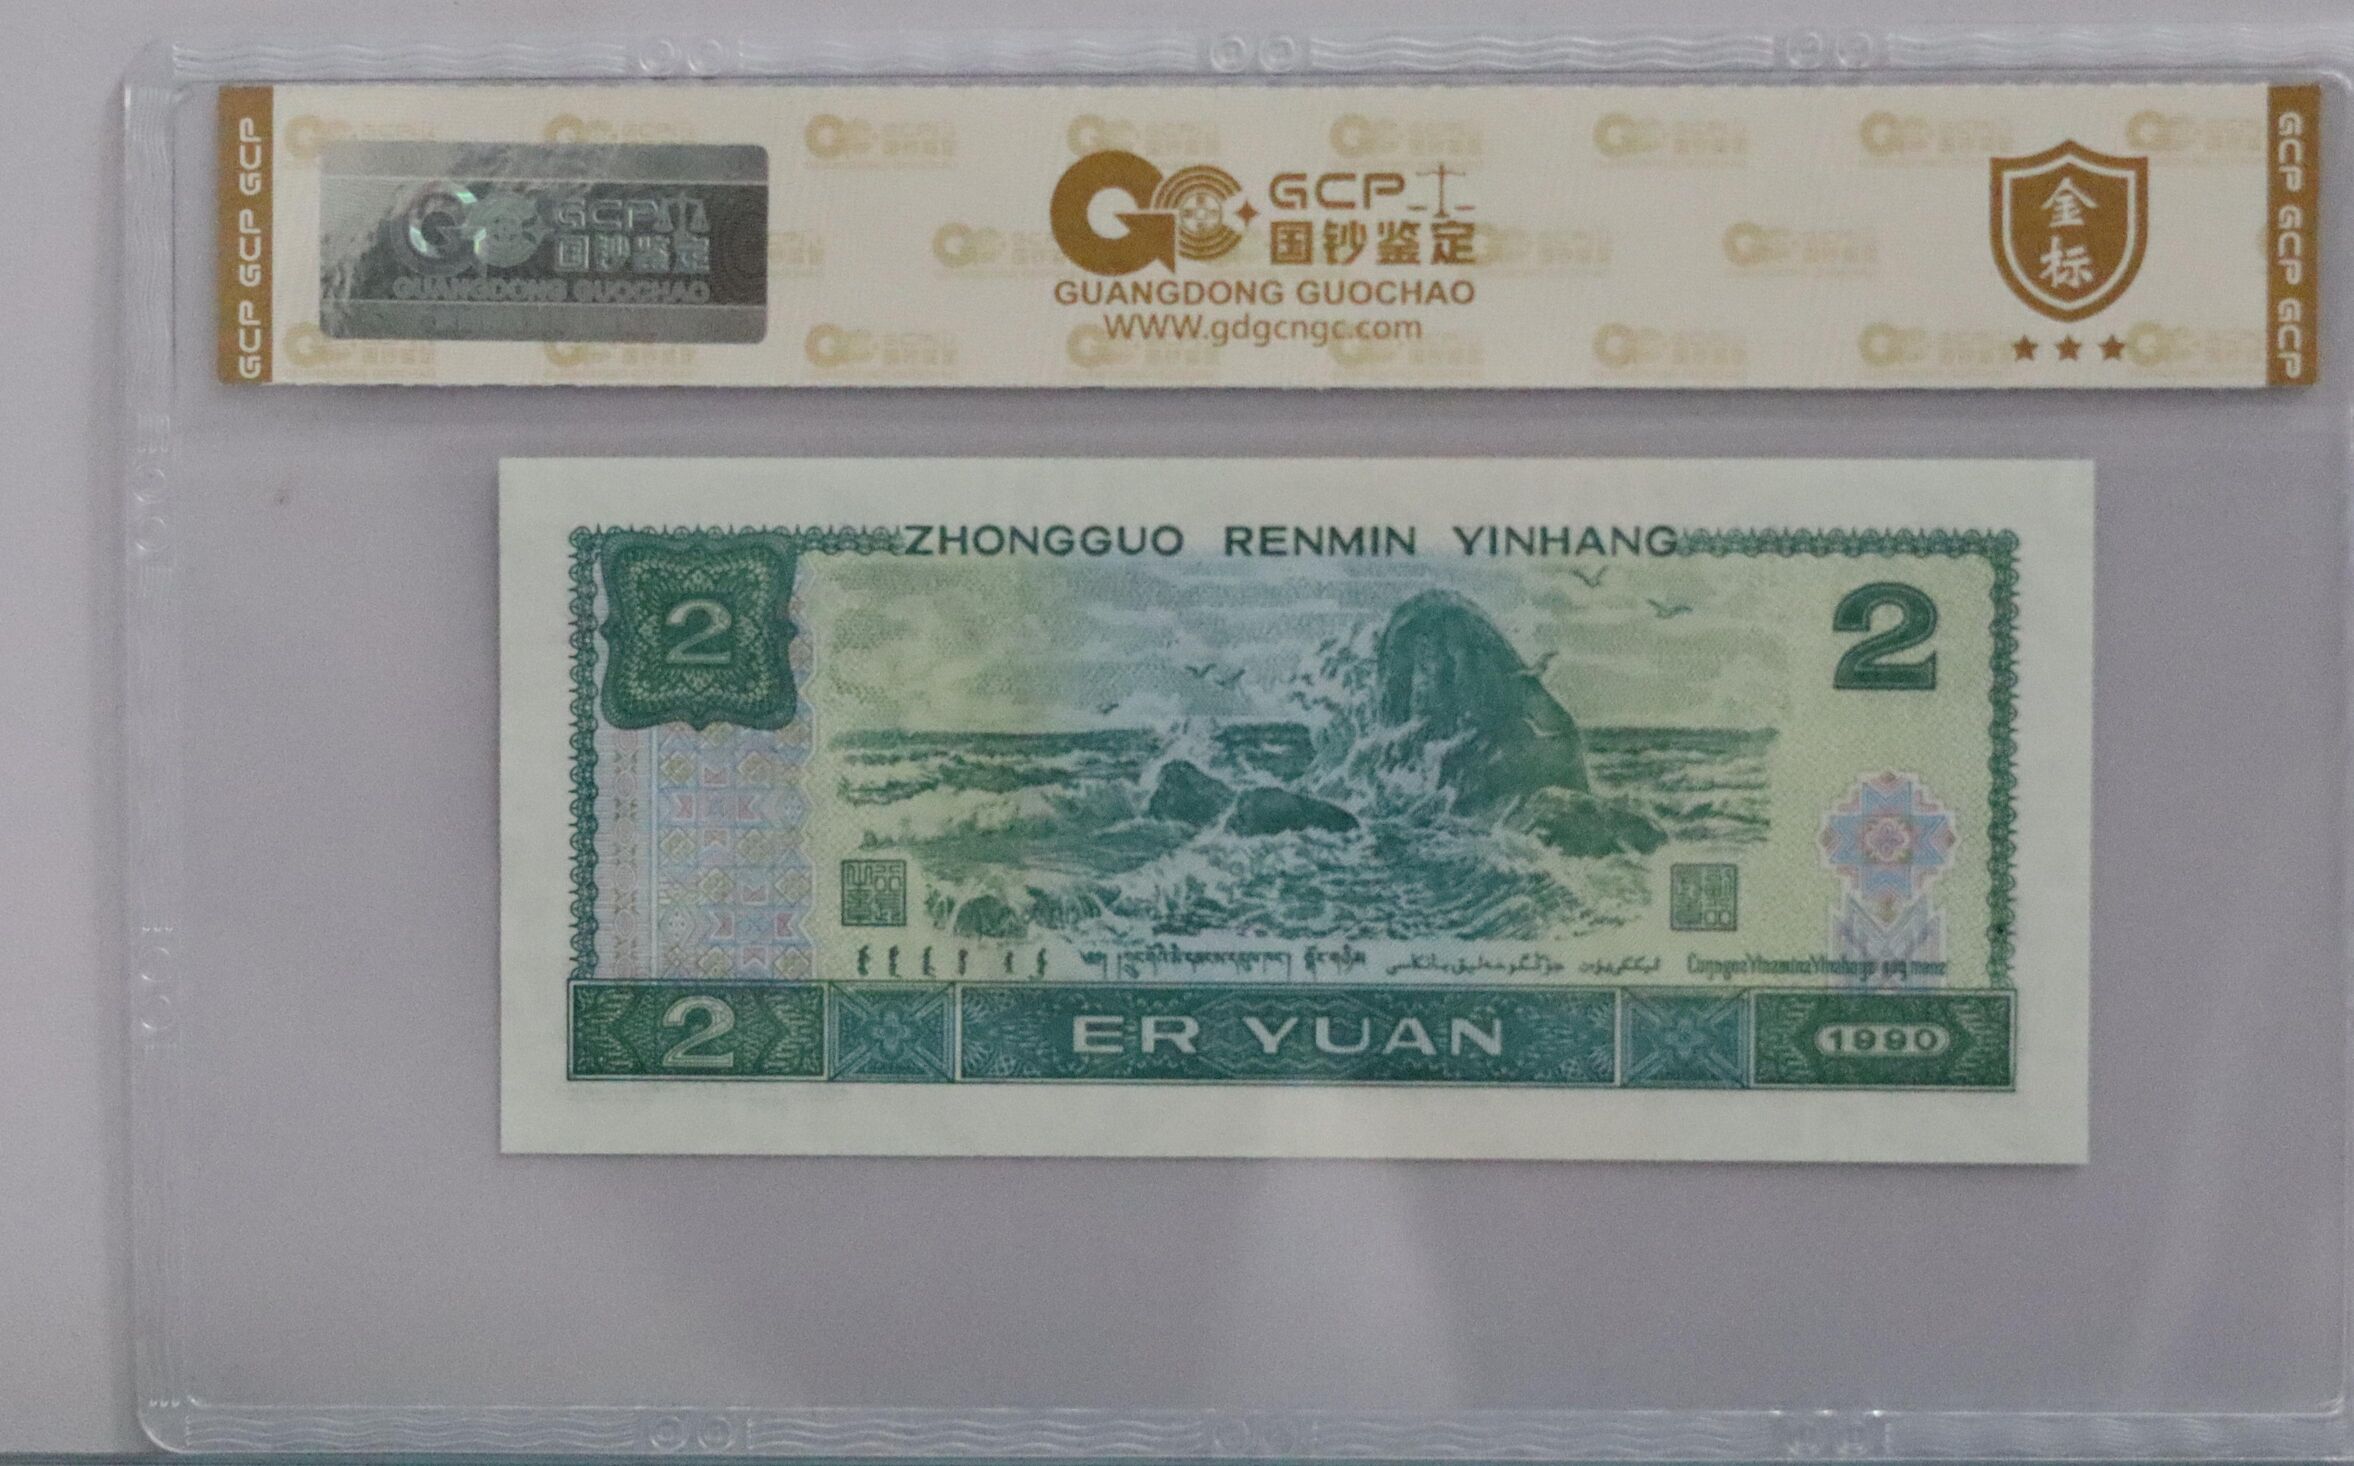 GCP GCP GCP
GCP
国钞鉴定
GUANGDONG GUOCHAO
GCP
国钞鉴定
GUANGDONG GUOCHAO
WWW.gdgcngc.com
金标
GCP GCP GCP
ZHONGGUO RENMIN YINHANG
2
2
2
ER YUAN
1990